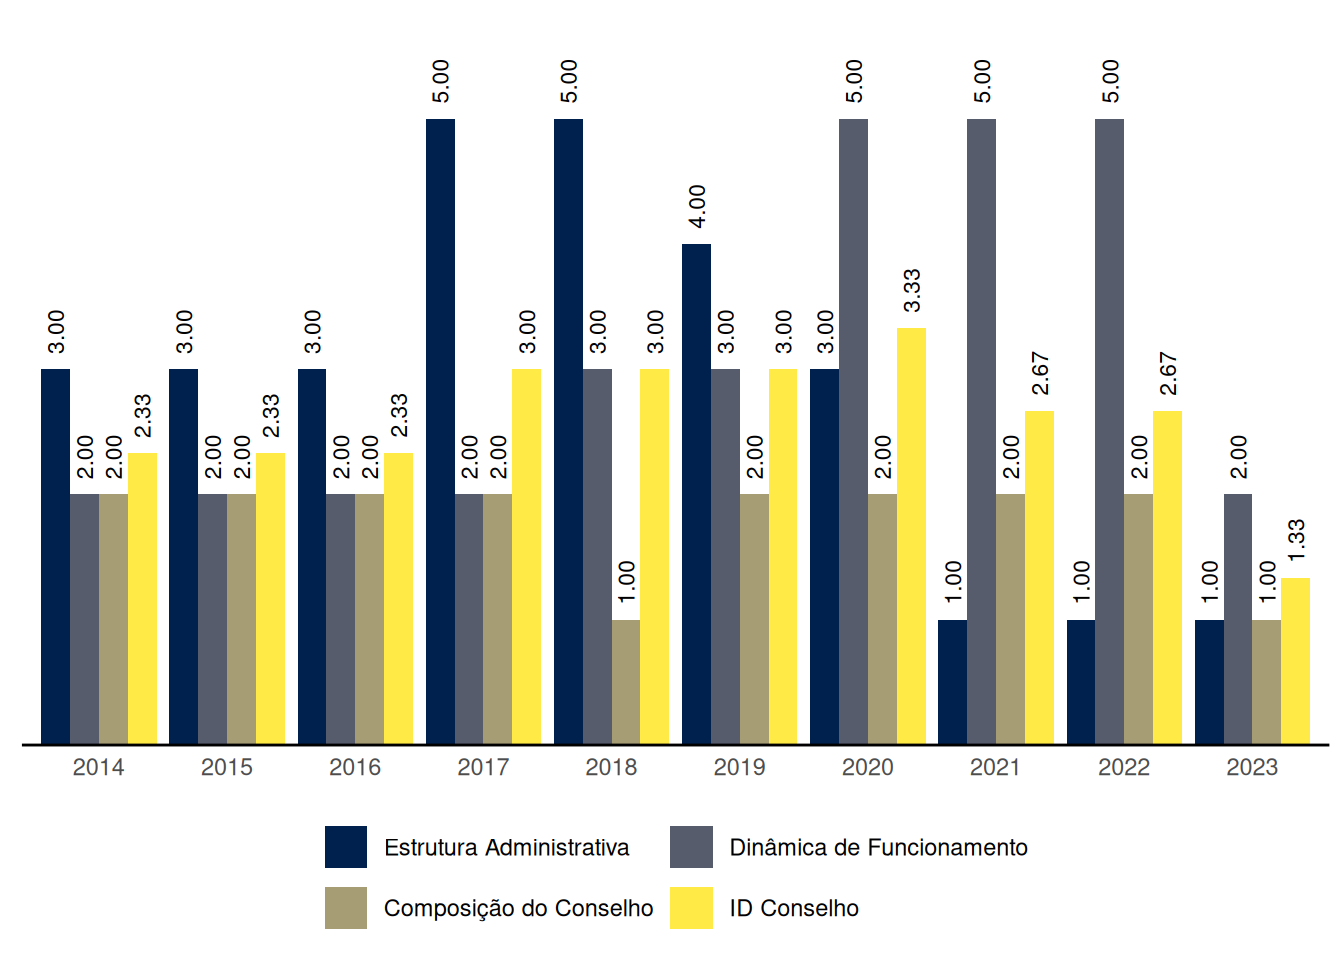 5.00 5.00 5.00 5.00 5.00
4.00
3.33
3.00 3.00 3.00 3.00 3.00 3.00 3.00 3.00 3.00 3.00
2.67 2.67
2.33 2.33 2.33
2.00 2.00 2.00 2.00 2.00 2.00 2.00 2.00 2.00 2.00 2.00 2.00 2.00
1.33
1.00 1.00 1.00 1.00 1.00
2014 2015 2016 2017 2018 2019 2020 2021 2022 2023
Estrutura Administrativa Dinâmica de Funcionamento
Composição do Conselho ID Conselho